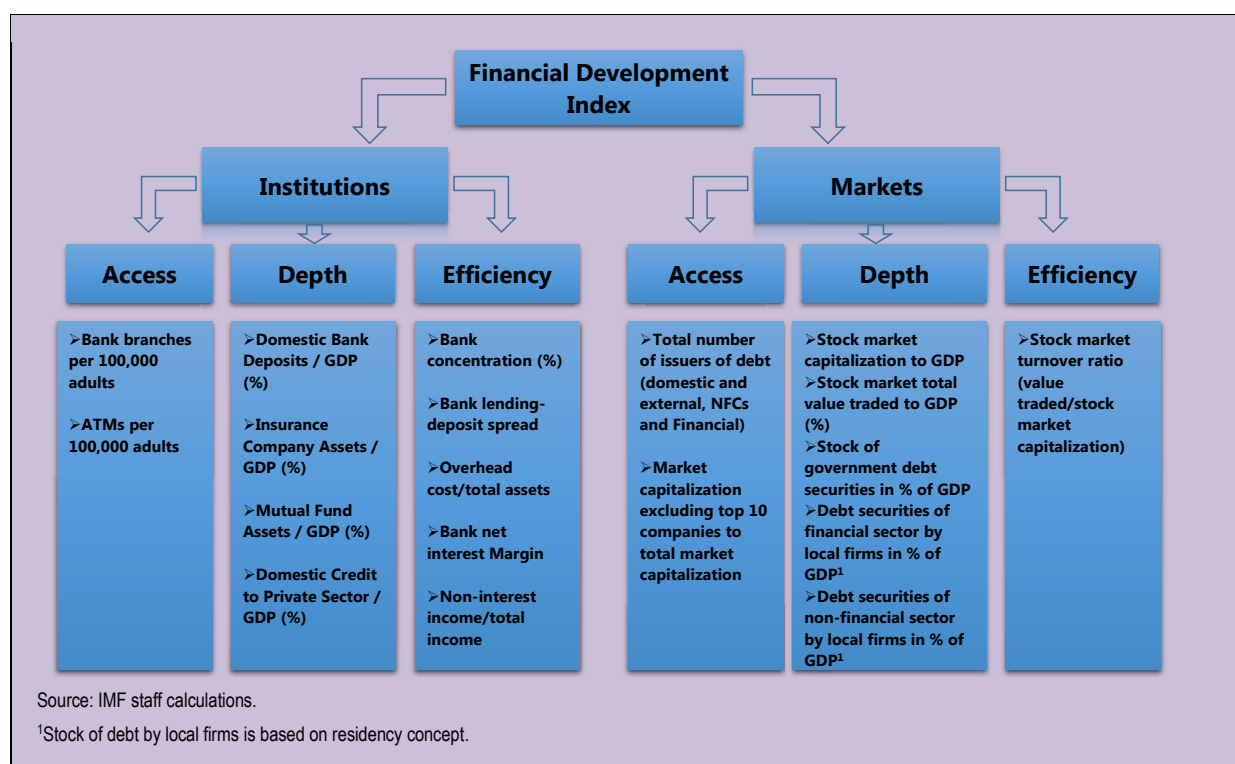 Financial Development
Index
Institutions
Markets
Access
Depth
Efficiency
Access
Depth
Efficiency
➢Bank branches
per 100,000
adults
➢ATMs per
100,000 adults
➢Domestic Bank
Deposits / GDP
(%)
➢Insurance
Company Assets /
GDP (%)
➢Mutual Fund
Assets / GDP (%)
➢Domestic Credit
to Private Sector /
GDP (%)
➢Bank
concentration (%)
➢Bank lending-
deposit spread
➢Overhead
cost/total assets
➢Bank net
interest Margin
➢Non-interest
income/total
income
➢Total number
of issuers of debt
(domestic and
external, NFCs
and Financial)
➢Market
capitalization
excluding top 10
companies to
total market
capitalization
➢Stock market
capitalization to GDP
➢Stock market total
value traded to GDP
(%)
➢Stock of
government debt
securities in % of GDP
➢Debt securities of
financial sector by
local firms in % of
GDP¹
➢Debt securities of
non-financial sector
by local firms in % of
GDP¹
➢Stock market
turnover ratio
(value
traded/stock
market
capitalization)
Source: IMF staff calculations.
¹Stock of debt by local firms is based on residency concept.